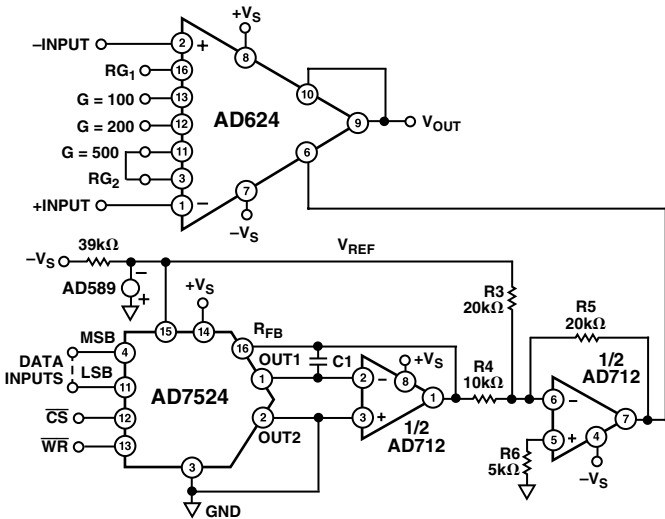 +VS
–INPUT
2
+
8
RG1
16
10
G = 100
13
AD624
G = 200
12
9
VOUT
G = 500
11
6
RG2
3
7
+INPUT
1
–
–VS
39kΩ
VREF
–VS
–
AD589
+
+VS
R3
20kΩ
R5
20kΩ
15
14
RFB
16
MSB
4
OUT1
C1
+VS
R4
10kΩ
1/2
AD712
DATA
INPUTS
LSB
11
AD7524
1
2
–
8
1
6
–
7
CS
12
2
3
+
OUT2
1/2
AD712
R6
5kΩ
5
+
4
WR
13
3
–VS
GND